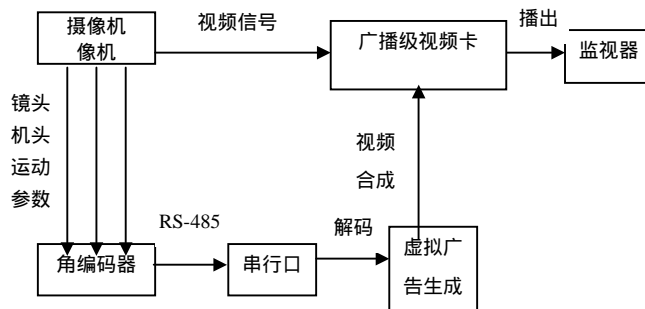 摄像机
像机
视频信号
广播级视频卡
播出
监视器
镜头
机头
运动
参数
视频
合成
RS-485
解码
角编码器
串行口
虚拟广
告生成